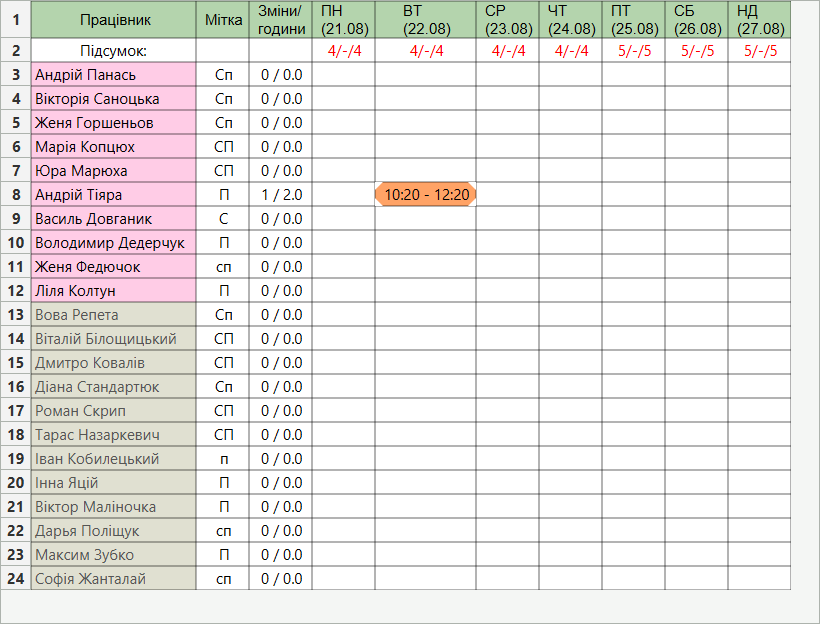 1 Працівник Мітка Зміни/ години ПН (21.08) ВТ (22.08) СР (23.08) ЧТ (24.08) ПТ (25.08) СБ (26.08) НД (27.08)
2 Підсумок: 4/-/4 4/-/4 4/-/4 4/-/4 5/-/5 5/-/5 5/-/5
3 Андрій Панась Сп 0 / 0.0
4 Вікторія Саноцька Сп 0 / 0.0
5 Женя Горшеньов Сп 0 / 0.0
6 Марія Копцюх СП 0 / 0.0
7 Юра Марюха СП 0 / 0.0
8 Андрій Тіяра П 1 / 2.0 10:20 - 12:20
9 Василь Довганик С 0 / 0.0
10 Володимир Дедерчук П 0 / 0.0
11 Женя Федючок сп 0 / 0.0
12 Ліля Колтун П 0 / 0.0
13 Вова Репета Сп 0 / 0.0
14 Віталій Білощицький СП 0 / 0.0
15 Дмитро Ковалів СП 0 / 0.0
16 Діана Стандартюк Сп 0 / 0.0
17 Роман Скрип СП 0 / 0.0
18 Тарас Назаркевич СП 0 / 0.0
19 Іван Кобилецький п 0 / 0.0
20 Інна Яцій П 0 / 0.0
21 Віктор Маліночка П 0 / 0.0
22 Дарья Поліщук сп 0 / 0.0
23 Максим Зубко П 0 / 0.0
24 Софія Жанталай сп 0 / 0.0